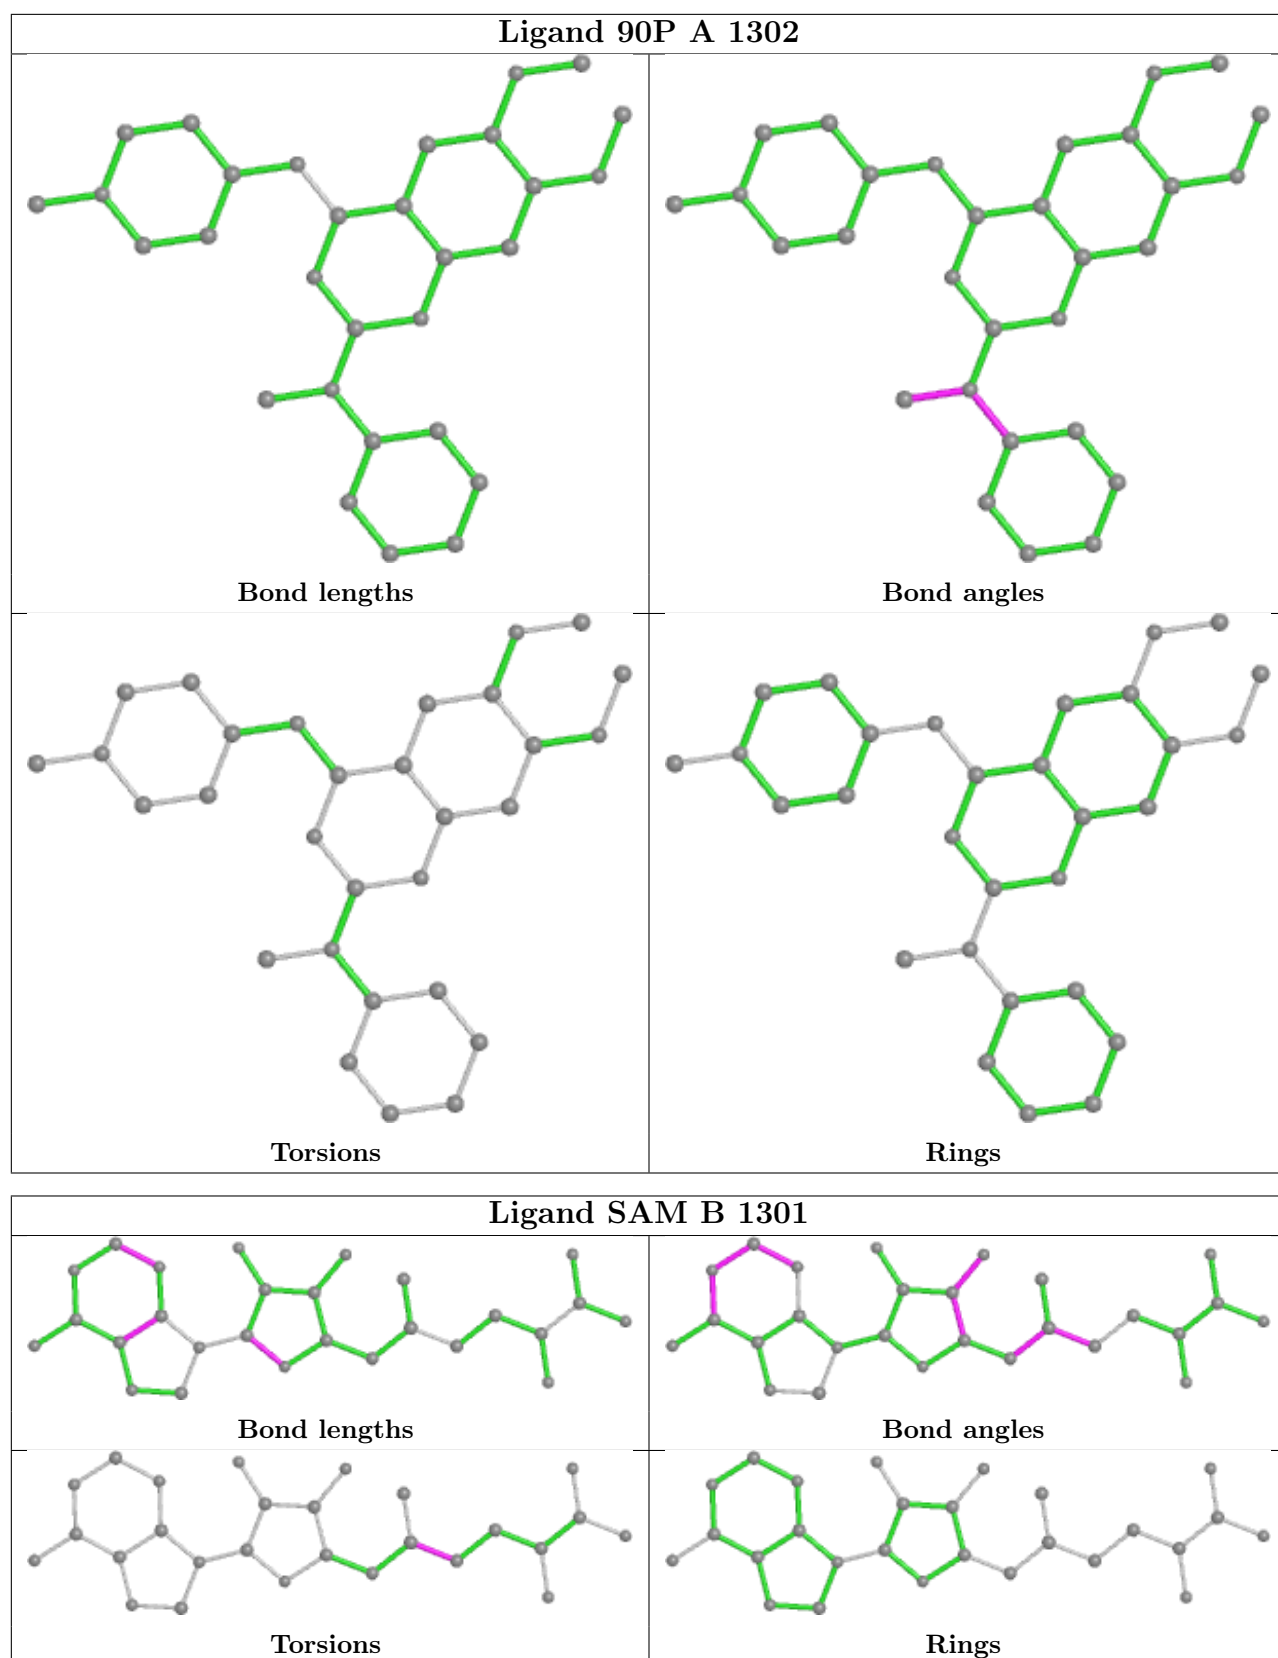 Ligand 90P A 1302
Bond lengths
Bond angles
Torsions
Rings
Ligand SAM B 1301
Bond lengths
Bond angles
Torsions
Rings